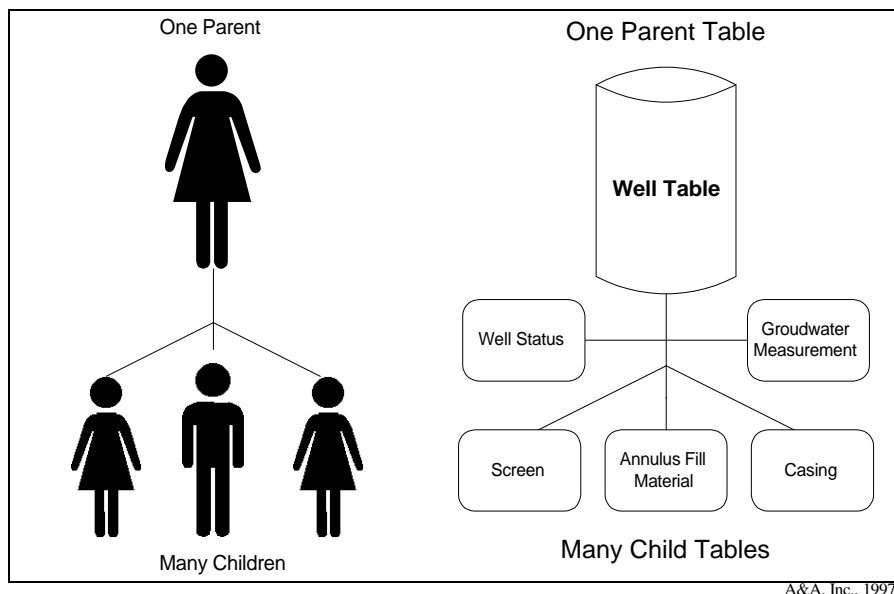 One Parent
Many Children
One Parent Table
Well Table
Well Status
Groudwater
Measurement
Screen
Annulus Fill
Material
Casing
Many Child Tables
A&A, Inc., 1997